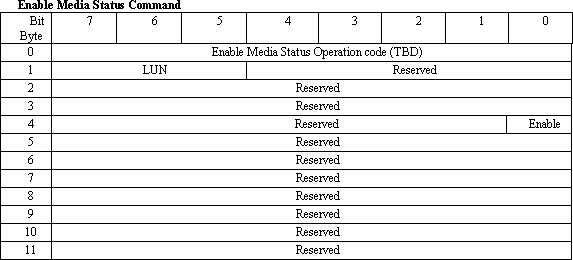 Enable Media Status Command
Bit 7 6 5 4 3 2 1 0
Byte
0 Enable Media Status Operation code (TBD)
1 LUN Reserved
2 Reserved
3 Reserved
4 Reserved Enable
5 Reserved
6 Reserved
7 Reserved
8 Reserved
9 Reserved
10 Reserved
11 Reserved